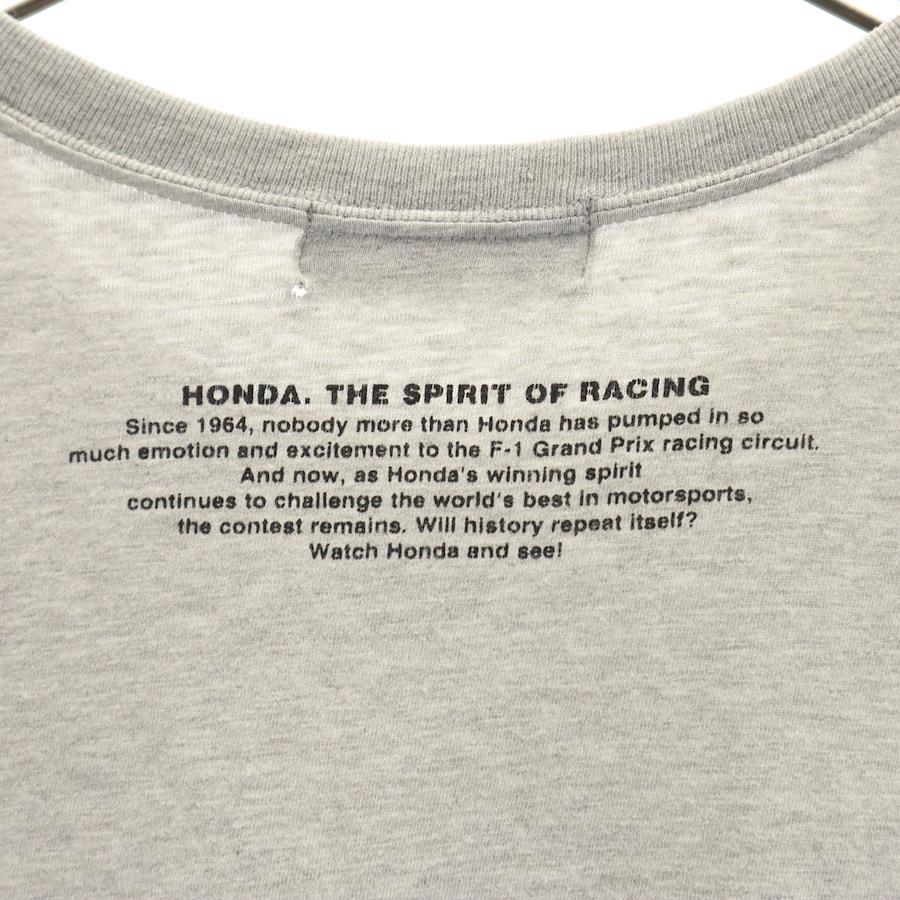 HONDA. THE SPIRIT OF RACING
Since 1964, nobody more than Honda has pumped in so
much emotion and excitement to the F-1 Grand Prix racing circuit.
And now, as Honda's winning spirit
continues to challenge the world's best in motorsports,
the contest remains. Will history repeat itself?
Watch Honda and see!